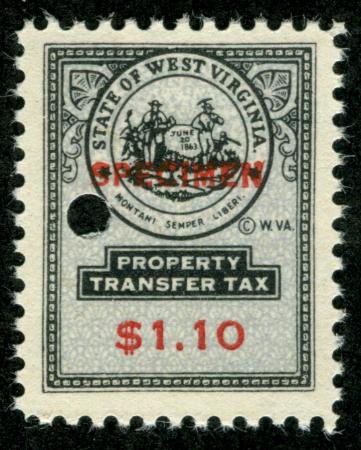 STATE OF WEST VIRGINIA.
JUNE
20
1863
SPECIMEN
MONTANI SEMPER LIBERI.
© W. VA.
PROPERTY
TRANSFER TAX
$1.10